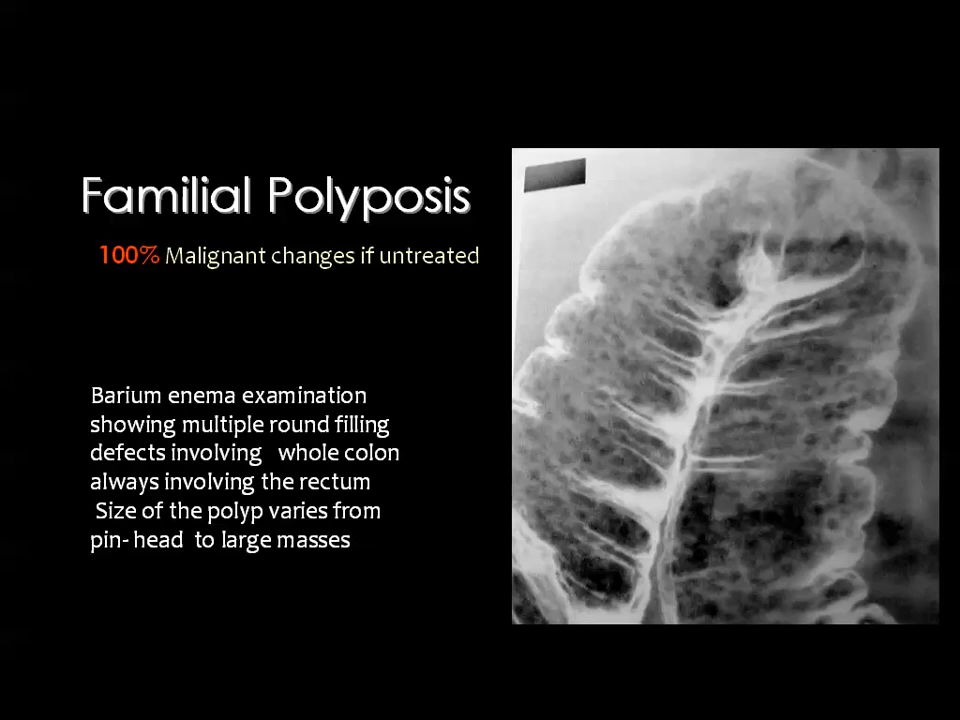 Familial Polyposis
100% Malignant changes if untreated
Barium enema examination
showing multiple round filling
defects involving whole colon
always involving the rectum
Size of the polyp varies from
pin- head to large masses